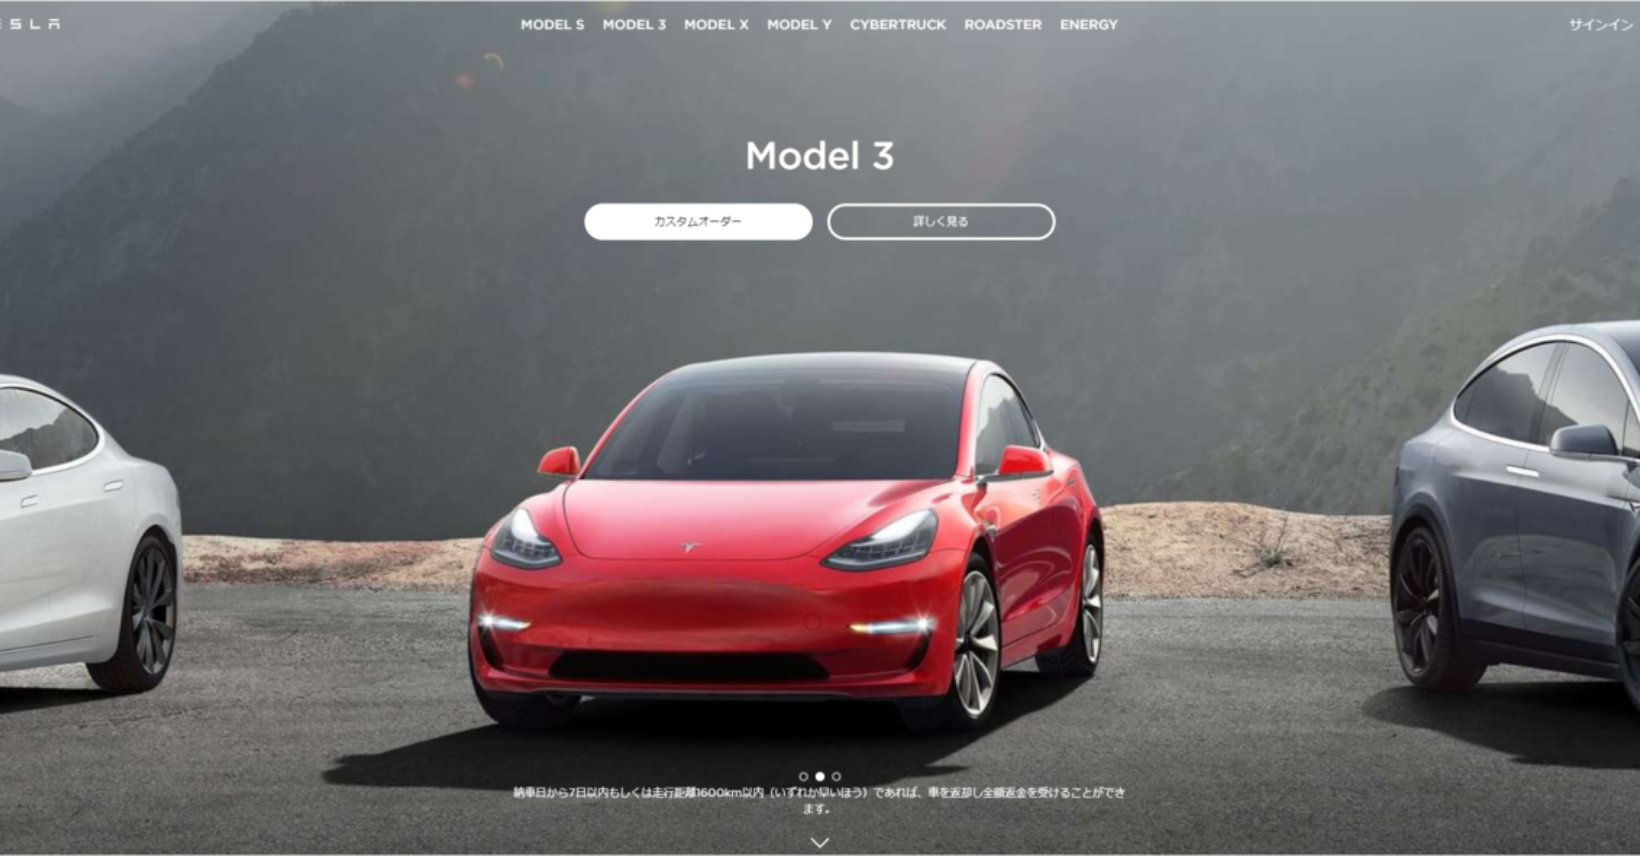 SLA
MODEL S MODEL 3 MODEL X MODEL Y CYBERTRUCK ROADSTER ENERGY
サインイン
Model 3
カスタムオーダー
詳しく見る
納車日から7日以内もしくは走行距離1600km以内(いずれか早いほう)であれば、車を返却し全額返金を受けることができ
ます。